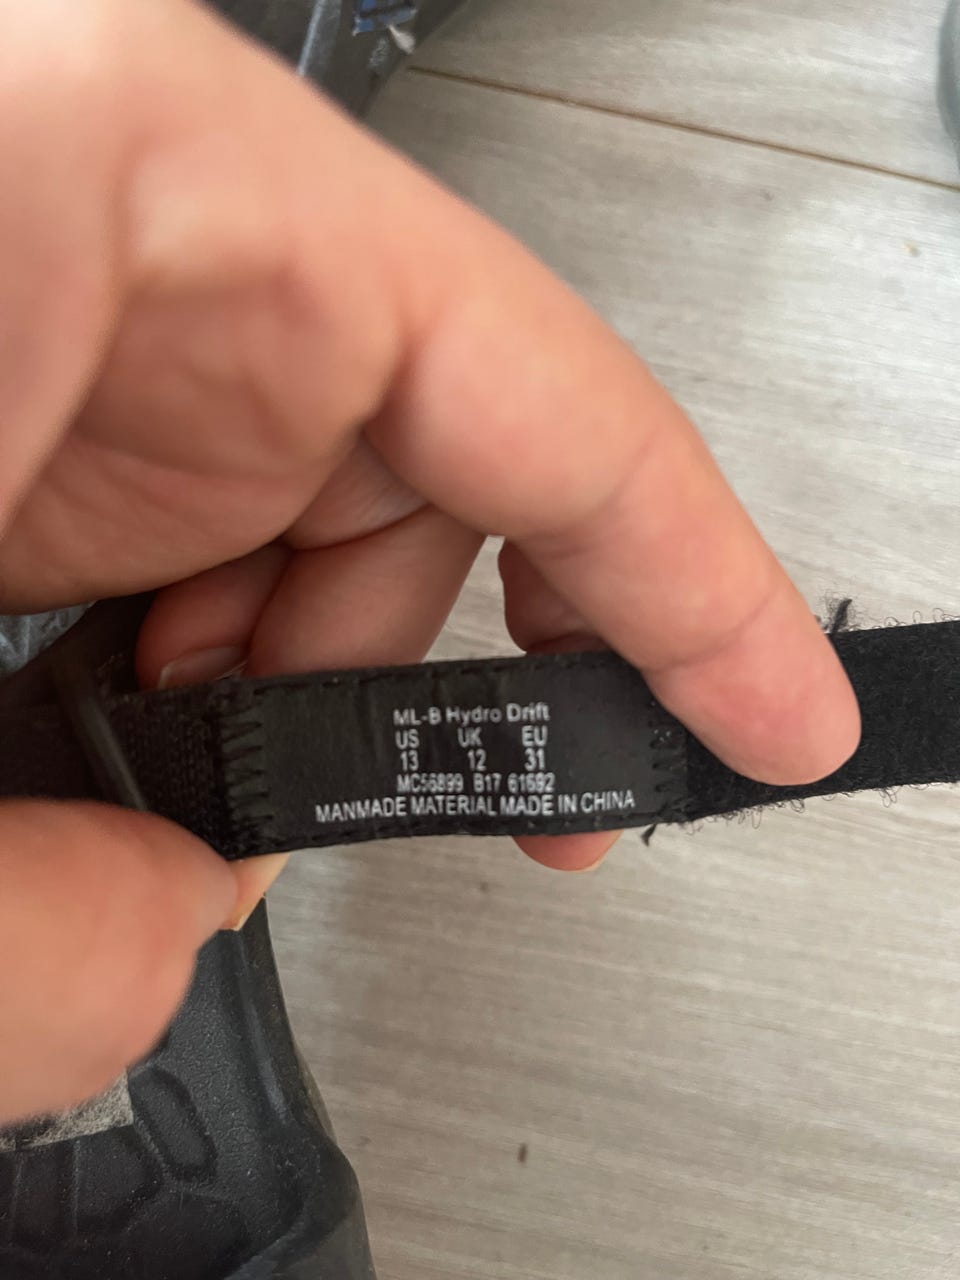 ML-B Hydro Drift
US UK EU
13 12 31
MC56899 B17 61692
MANMADE MATERIAL MADE IN CHINA